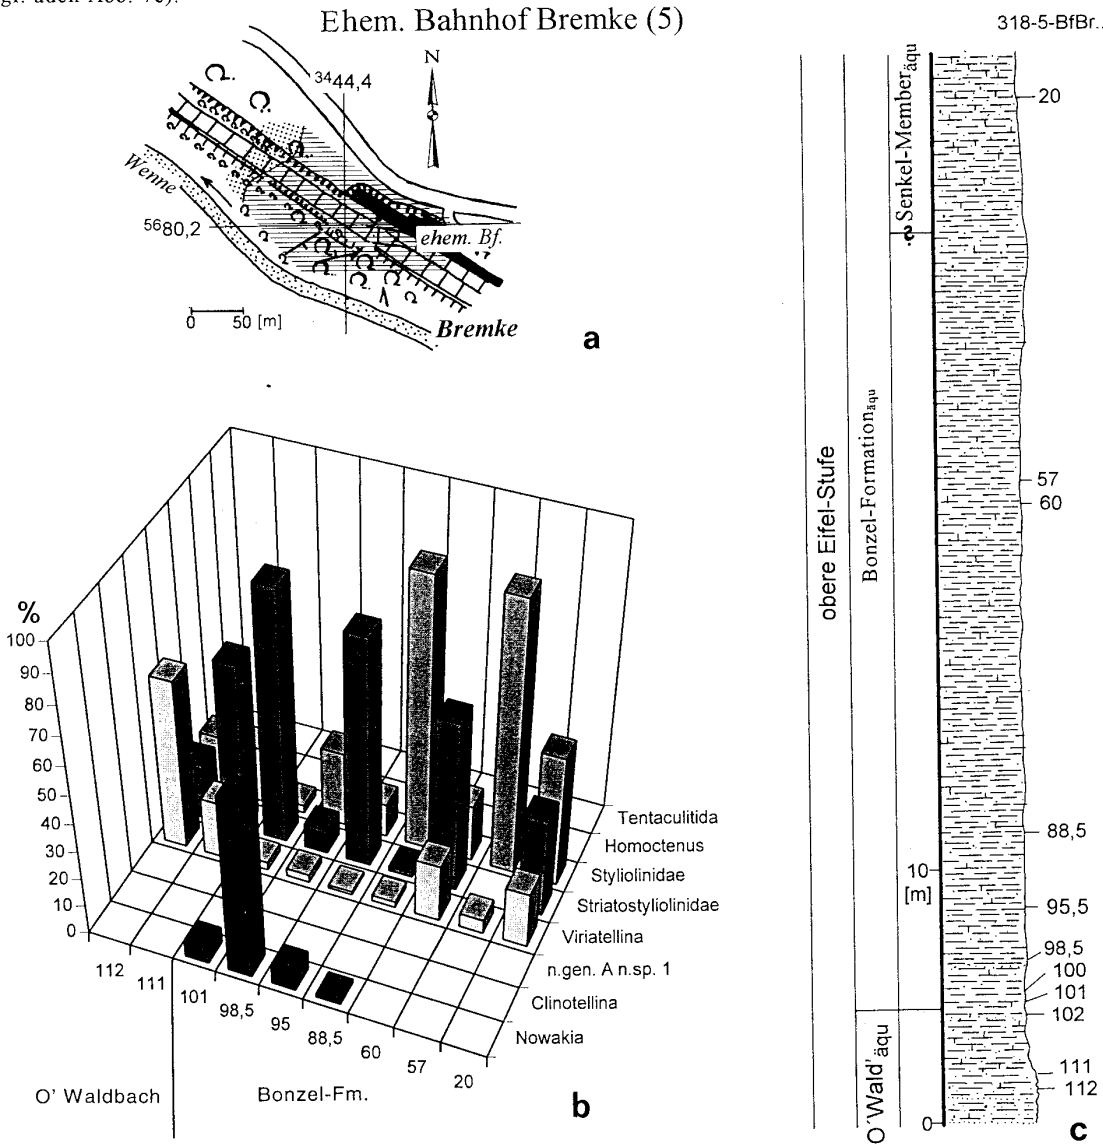 gl. auch Abb. 7c).
Ehem. Bahnhof Bremke (5)
318-5-BfBr..
3444,4
N
Wenne
5680,2
ehem. Bf.
0 50 [m]
Bremke
a
%
100
90
80
70
60
50
40
30
20
10
0
112
111
101
98,5
95
88,5
60
57
20
Tentaculitida
Homoctenus
Styliolinidae
Striatostyliolinidae
Viriatellina
n.gen. A n.sp. 1
Clinotellina
Nowakia
O' Waldbach
Bonzel-Fm.
b
obere Eifel-Stufe
Bonzel-Formationäqu
? Senkel-Memberäqu
O'Wald'äqu
20
57
60
88,5
10
[m]
95,5
98,5
100
101
102
111
112
0
c